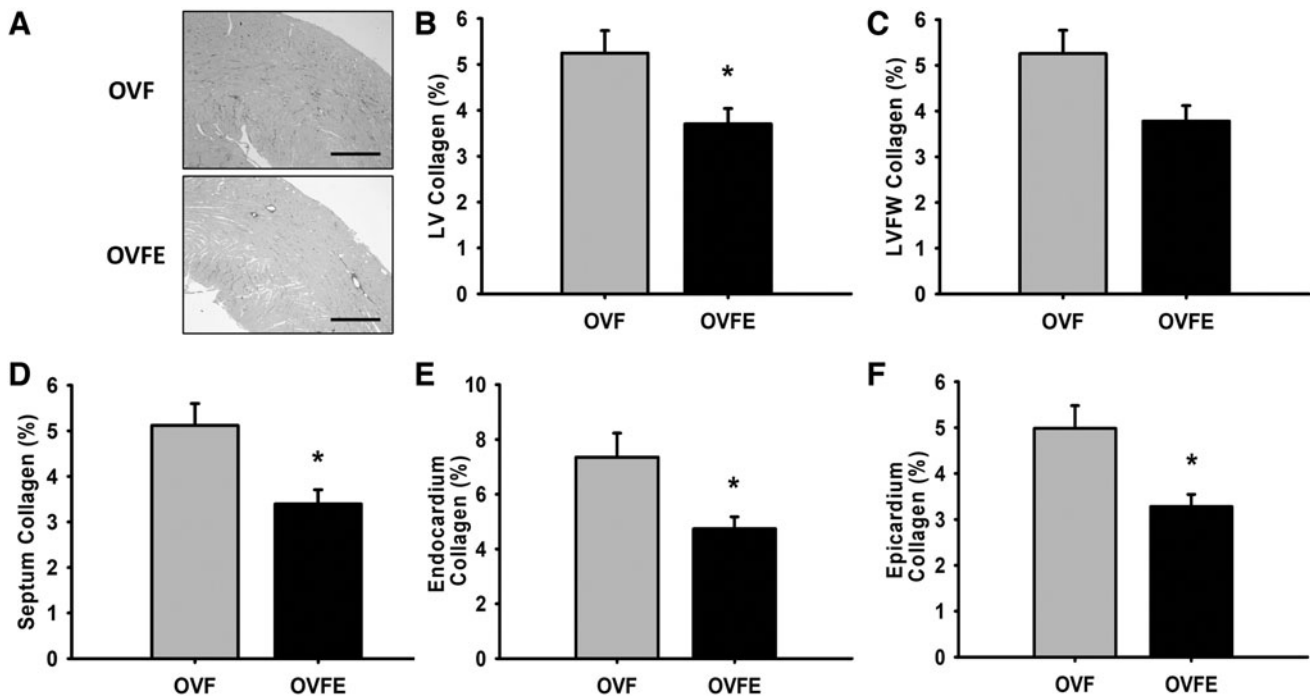 A
OVF
OVFE
B
LV Collagen (%)
6
5
4
3
2
1
0
*
OVF
OVFE
C
LVFW Collagen (%)
6
5
4
3
2
1
0
OVF
OVFE
D
Septum Collagen (%)
6
5
4
3
2
1
0
*
OVF
OVFE
E
Endocardium
Collagen (%)
10
8
6
4
2
0
*
OVF
OVFE
F
Epicardium
Collagen (%)
6
5
4
3
2
1
0
*
OVF
OVFE